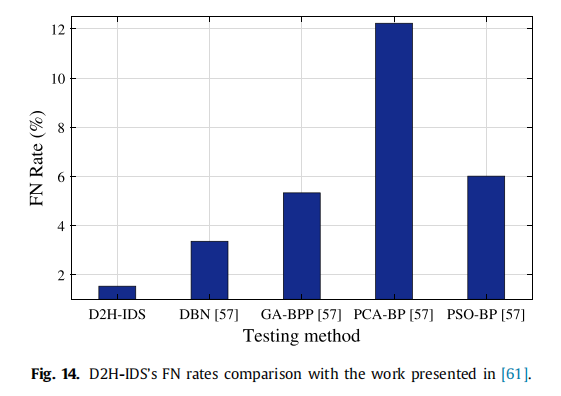 12
10
8
6
4
2
FN Rate (%)
D2H-IDS DBN [57] GA-BPP [57] PCA-BP [57] PSO-BP [57]
Testing method
Fig. 14. D2H-IDS's FN rates comparison with the work presented in [61].